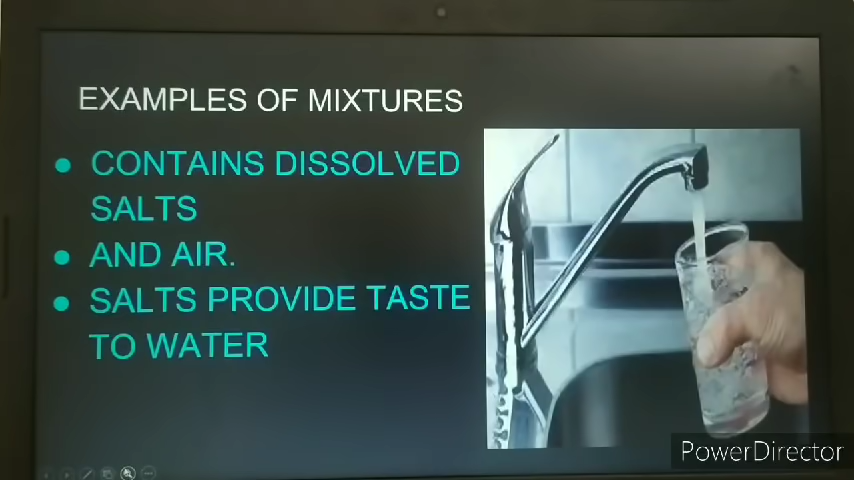 EXAMPLES OF MIXTURES
● CONTAINS DISSOLVED
SALTS
● AND AIR.
● SALTS PROVIDE TASTE
TO WATER
PowerDirector